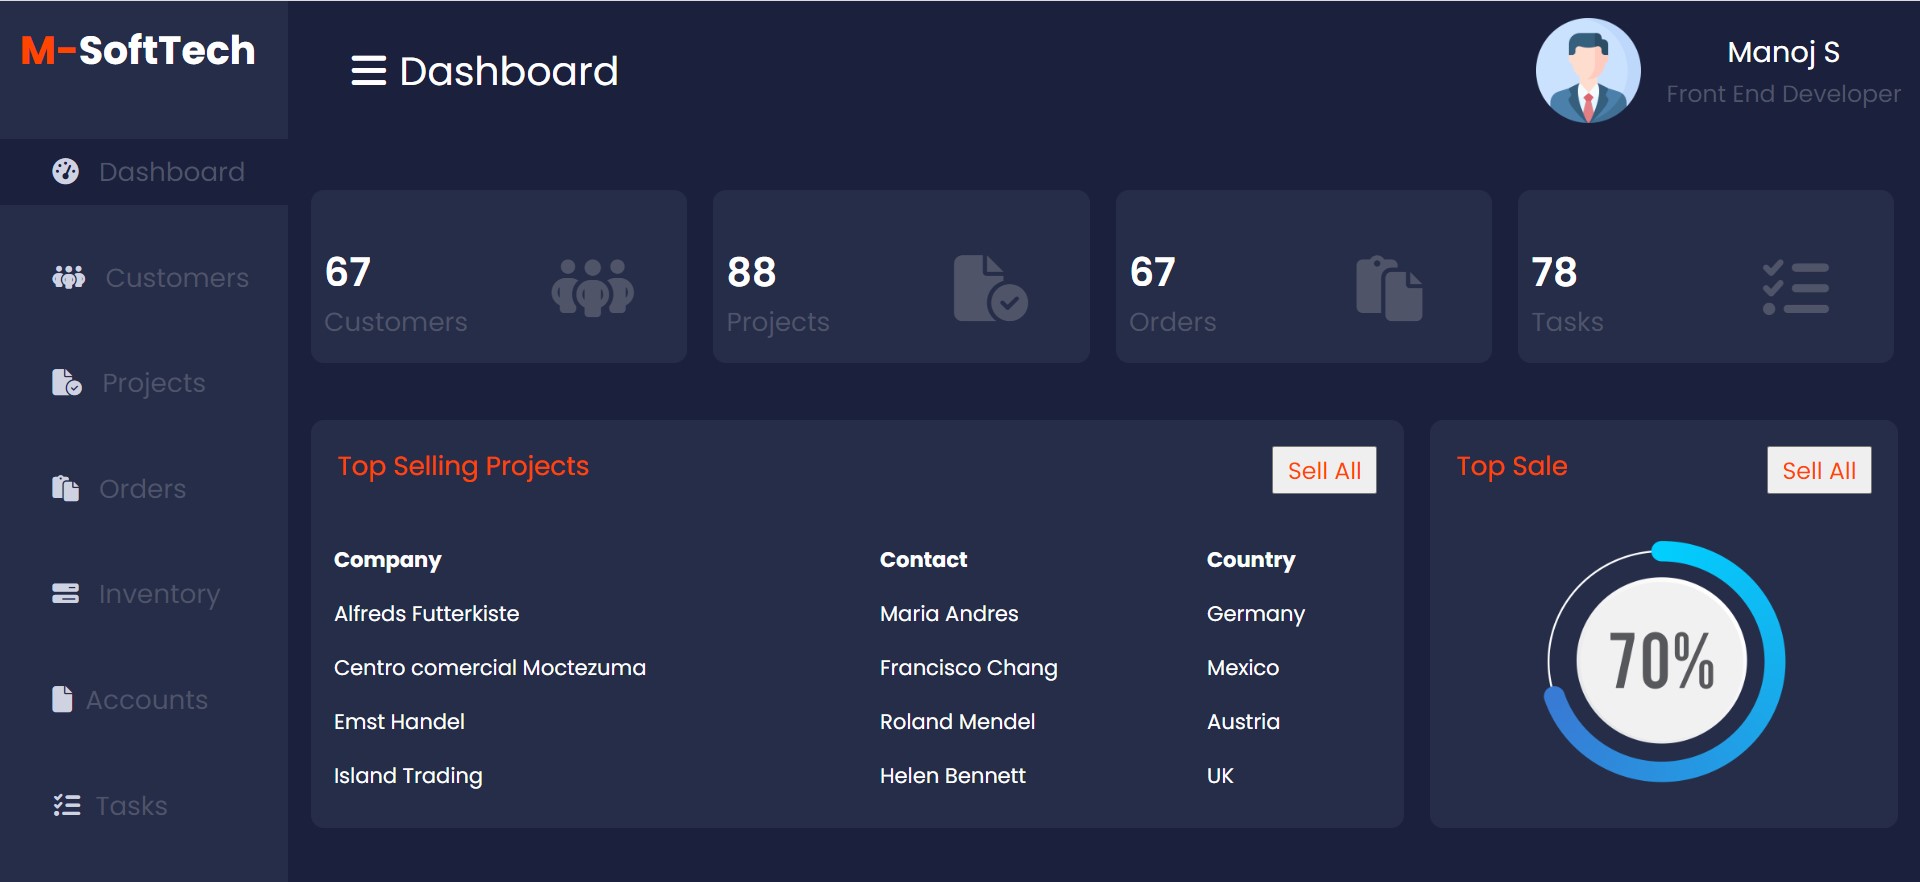 M-SoftTech
Dashboard
Customers
Projects
Orders
Inventory
Accounts
Tasks
Dashboard
Manoj S
Front End Developer
67
Customers
88
Projects
67
Orders
78
Tasks
Top Selling Projects
Sell All
Company Contact Country
Alfreds Futterkiste Maria Andres Germany
Centro comercial Moctezuma Francisco Chang Mexico
Emst Handel Roland Mendel Austria
Island Trading Helen Bennett UK
Top Sale
Sell All
70%